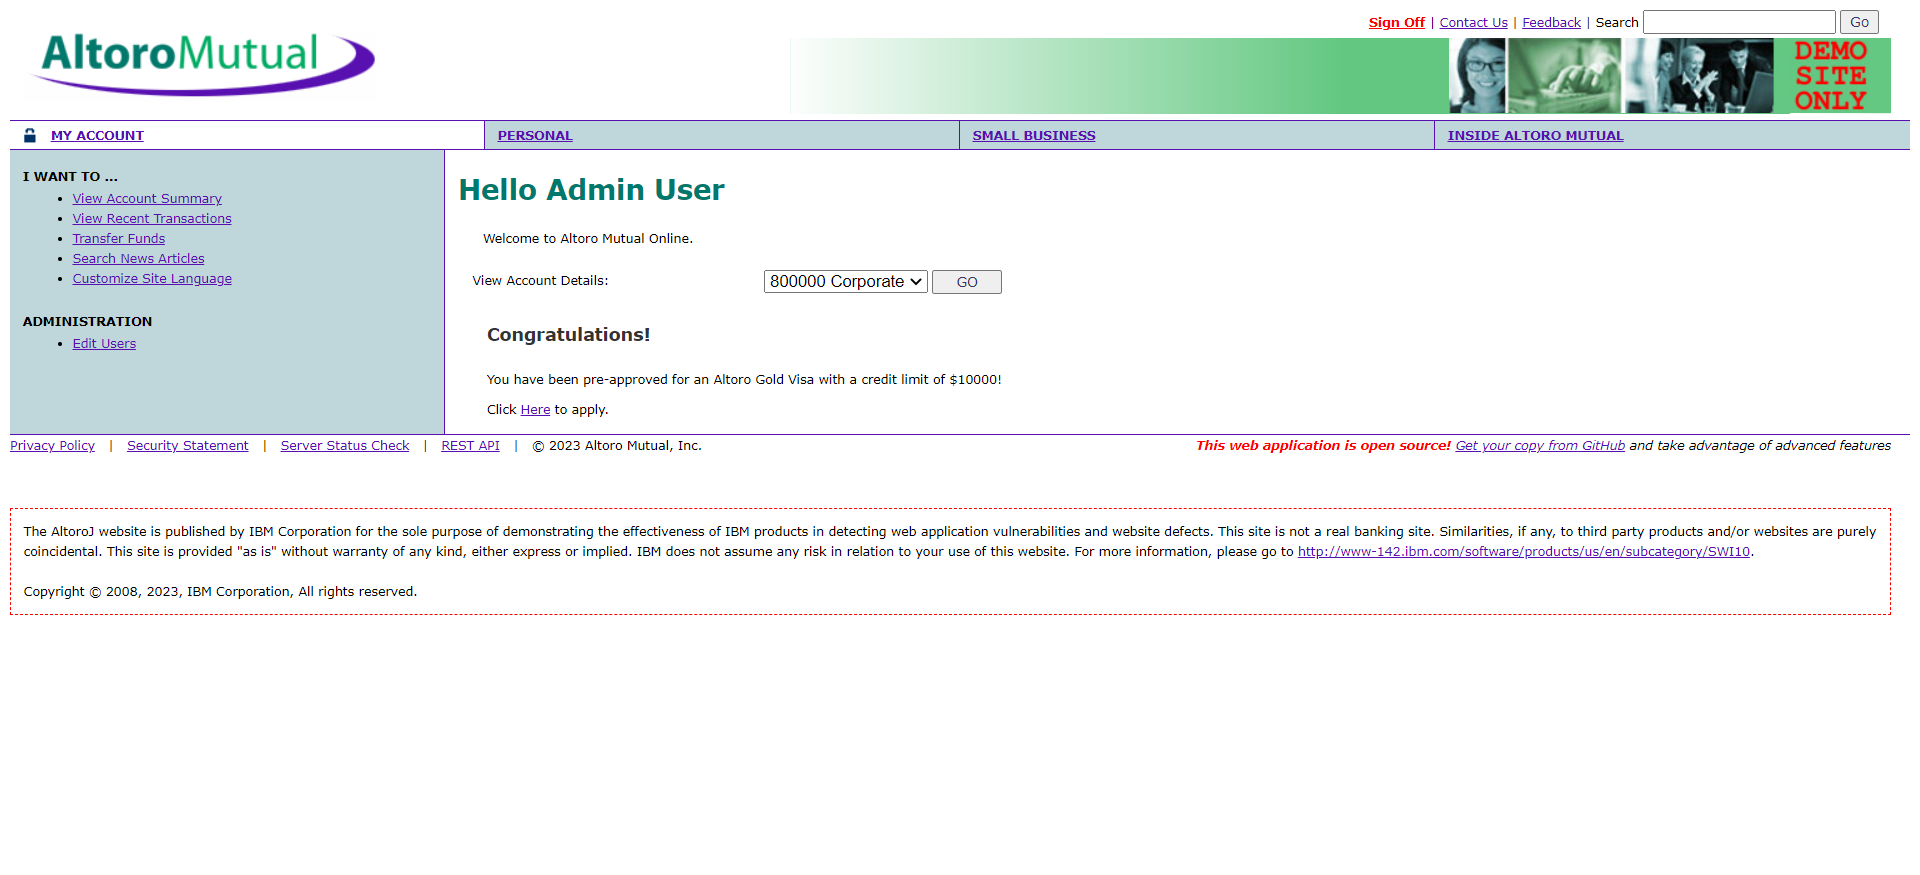 Sign Off | Contact Us | Feedback | Search Go
AltoroMutual
DEMO
SITE
ONLY
MY ACCOUNT
PERSONAL
SMALL BUSINESS
INSIDE ALTORO MUTUAL
I WANT TO ...
• View Account Summary
• View Recent Transactions
• Transfer Funds
• Search News Articles
• Customize Site Language
ADMINISTRATION
• Edit Users
Hello Admin User
Welcome to Altoro Mutual Online.
View Account Details: 800000 Corporate GO
Congratulations!
You have been pre-approved for an Altoro Gold Visa with a credit limit of $10000!
Click Here to apply.
Privacy Policy | Security Statement | Server Status Check | REST API | © 2023 Altoro Mutual, Inc.
This web application is open source! Get your copy from GitHub and take advantage of advanced features
The AltoroJ website is published by IBM Corporation for the sole purpose of demonstrating the effectiveness of IBM products in detecting web application vulnerabilities and website defects. This site is not a real banking site. Similarities, if any, to third party products and/or websites are purely
coincidental. This site is provided "as is" without warranty of any kind, either express or implied. IBM does not assume any risk in relation to your use of this website. For more information, please go to http://www-142.ibm.com/software/products/us/en/subcategory/SWI10.
Copyright © 2008, 2023, IBM Corporation, All rights reserved.